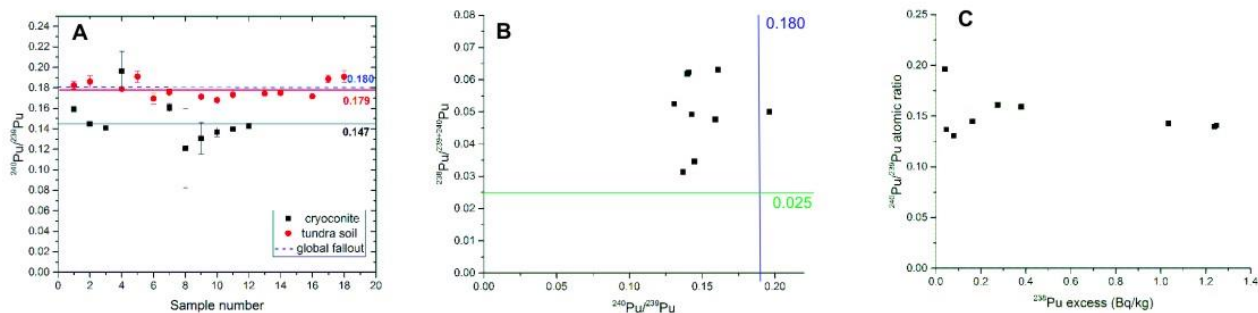 A
0.24
0.22
0.20
0.18
0.16
0.14
0.12
0.10
0.08
0.06
0.04
0.02
0.00
0 2 4 6 8 10 12 14 16 18 20
Sample number
²⁴⁰Pu/²³⁹Pu
0.180
0.179
0.147
cryoconite
tundra soil
global fallout
B
0.180
0.08
0.07
0.06
0.05
0.04
0.03
0.02
0.01
0.00
0.025
0.00 0.05 0.10 0.15 0.20
²⁴⁰Pu/²³⁹Pu
²³⁸Pu/²³⁹⁺²⁴⁰Pu
C
0.25
0.20
0.15
0.10
0.05
0.00
0.0 0.2 0.4 0.6 0.8 1.0 1.2 1.4
²³⁸Pu excess (Bq/kg)
²⁴⁰Pu/²³⁹Pu atomic ratio